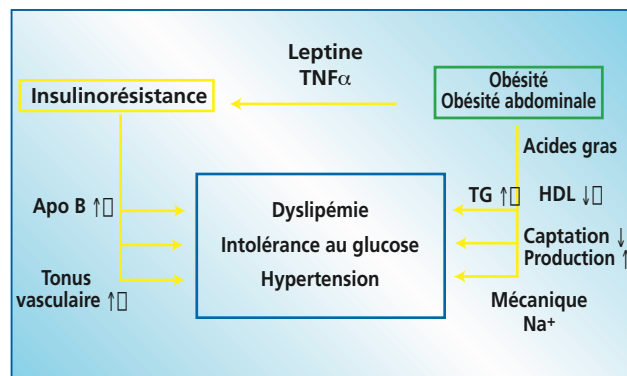 Leptine
TNFα
Insulinorésistance
Obésité
Obésité abdominale
Acides gras
Apo B ↑
TG ↑ HDL ↓
Dyslipémie
Intolérance au glucose
Captation ↓
Production ↑
Hypertension
Tonus
vasculaire ↑
Mécanique
Na+